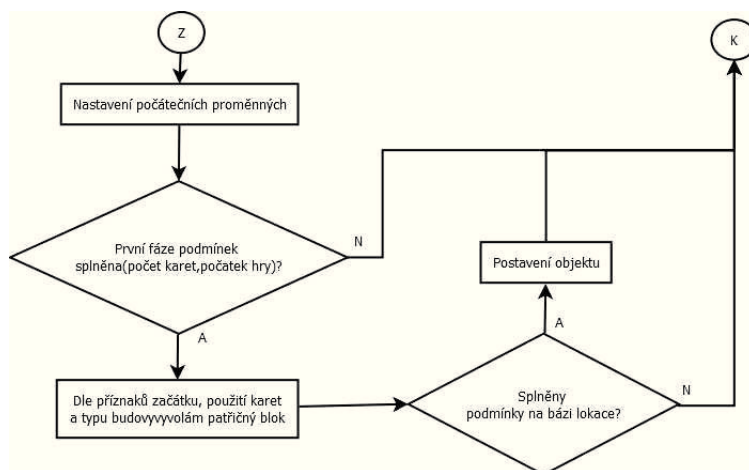 Z
K
Nastavení počátečních proměnných
První fáze podmínek
splněna(počet karet,počatek hry)?
N
A
Postavení objektu
A
Dle příznaků začátku, použití karet
a typu budovyvyvolám patřičný blok
Splněny
podmínky na bázi lokace?
N